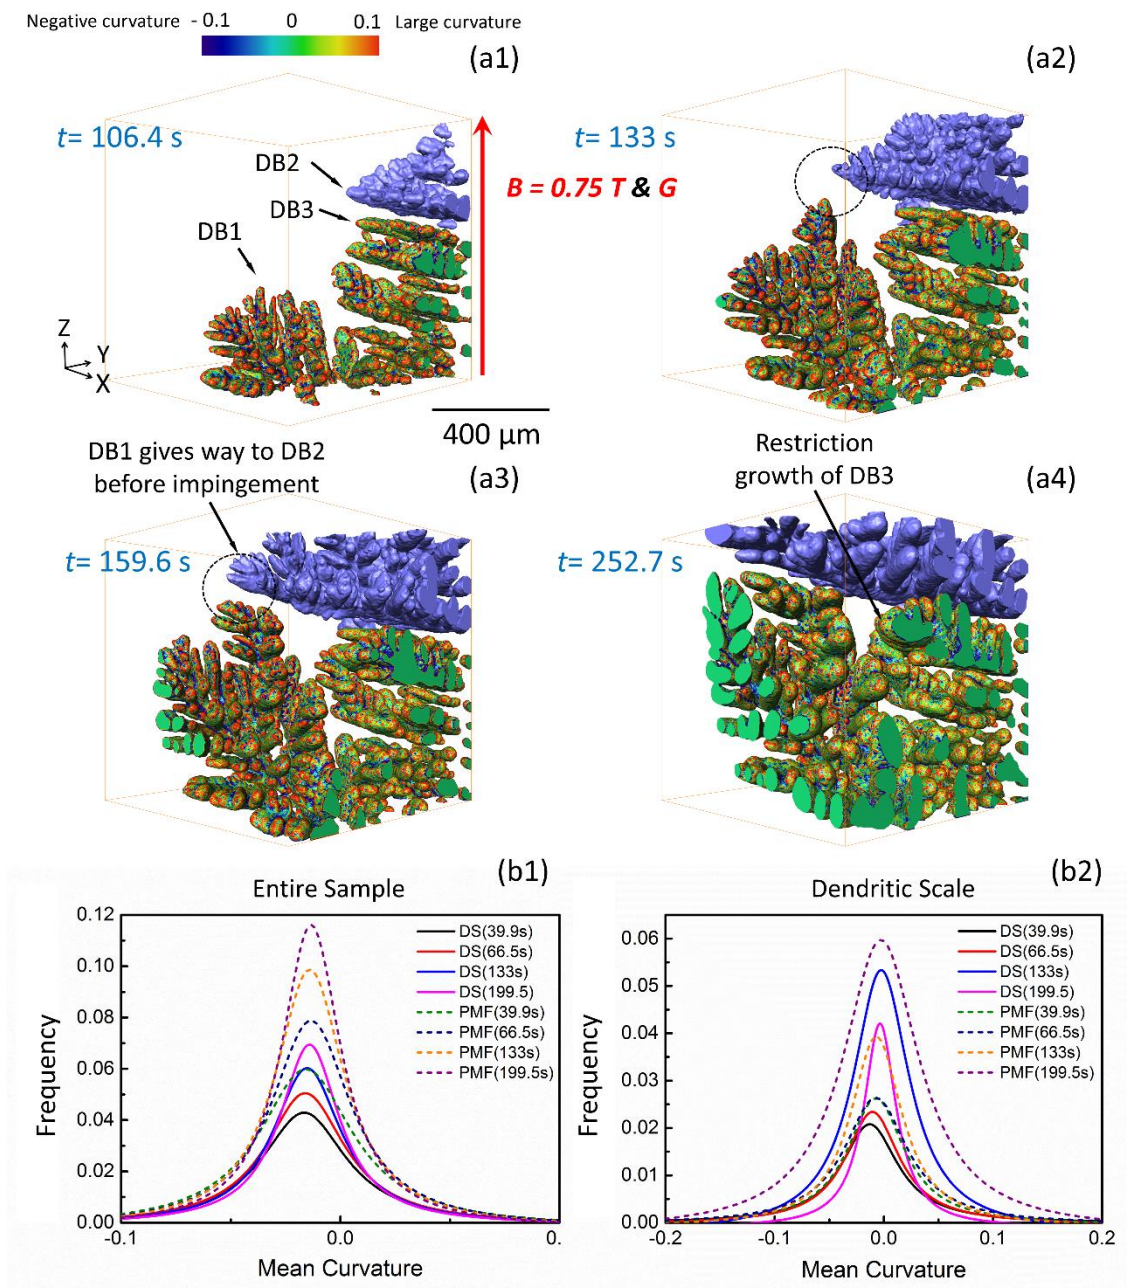 Negative curvature - 0.1 0 0.1 Large curvature
(a1)
(a2)
t= 106.4 s
t= 133 s
DB2
B = 0.75 T & G
DB3
DB1
Z
Y
X
400 µm
DB1 gives way to DB2
before impingement
Restriction
growth of DB3
(a3)
(a4)
t= 159.6 s
t= 252.7 s
(b1)
(b2)
Entire Sample
Frequency
0.12
0.10
0.08
0.06
0.04
0.02
0.00
DS(39.9s)
DS(66.5s)
DS(133s)
DS(199.5)
PMF(39.9s)
PMF(66.5s)
PMF(133s)
PMF(199.5s)
-0.1
0.0
0.
Mean Curvature
Dendritic Scale
Frequency
0.06
0.05
0.04
0.03
0.02
0.01
0.00
DS(39.9s)
DS(66.5s)
DS(133s)
DS(199.5)
PMF(39.9s)
PMF(66.5s)
PMF(133s)
PMF(199.5s)
-0.2
-0.1
0.0
0.1
0.2
Mean Curvature